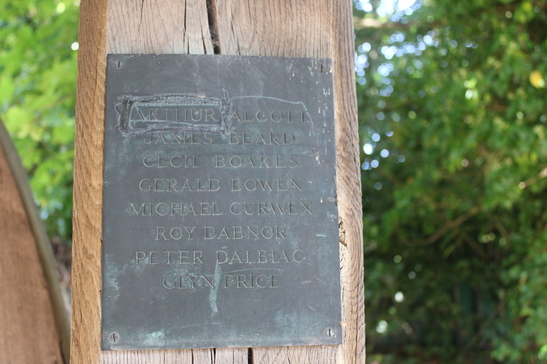 ARTHUR ALCOTT
JAMES BEARD
CECIL BOAKES
GERALD BOWEN
MICHAEL CURWEN
ROY DABNOR
PETER DALBIAC
GLYN PRICE